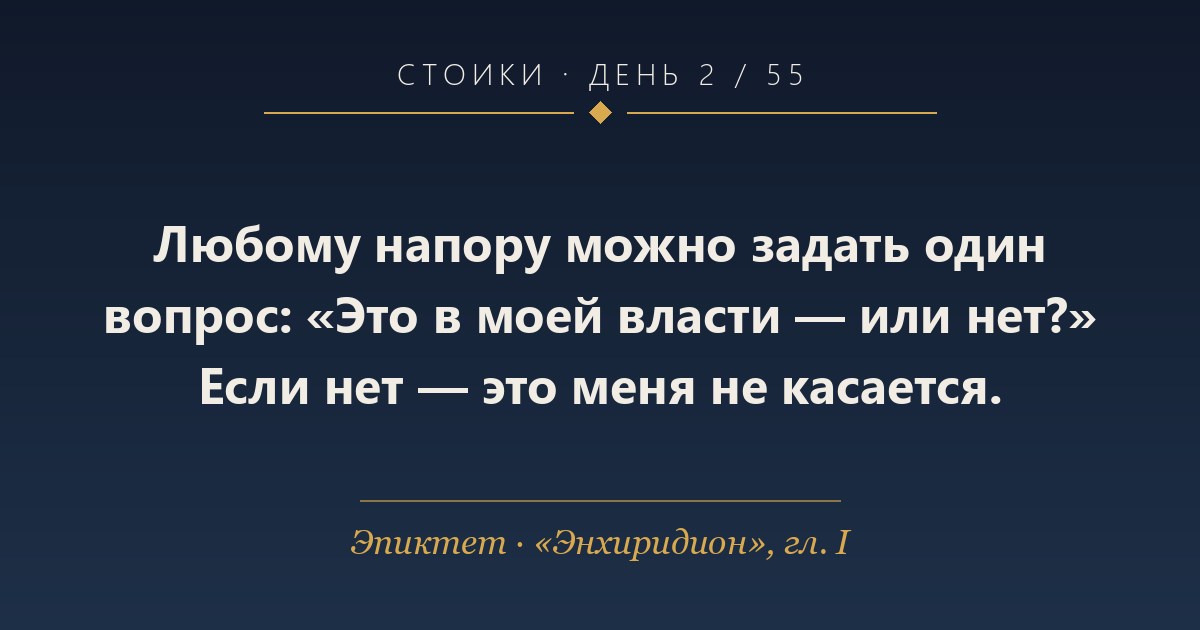 СТОИКИ · ДЕНЬ 2 / 55
Любому напору можно задать один
вопрос: «Это в моей власти — или нет?»
Если нет — это меня не касается.
Эпиктет · «Энхиридион», гл. I